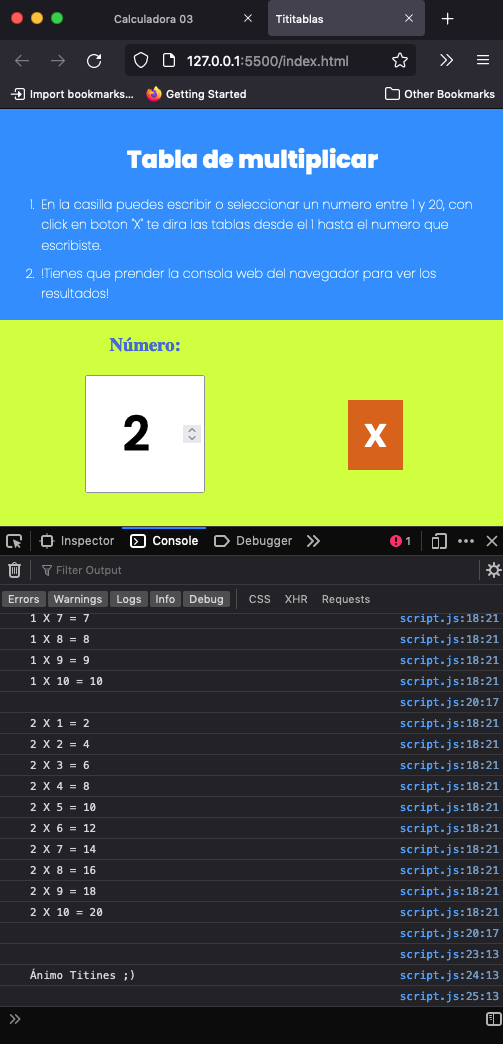 Calculadora 03
Tititablas
127.0.0.1:5500/index.html
Import bookmarks...
Getting Started
Other Bookmarks
Tabla de multiplicar
1. En la casilla puedes escribir o seleccionar un numero entre 1 y 20, con
click en boton "X" te dira las tablas desde el 1 hasta el numero que
escribiste.
2. !Tienes que prender la consola web del navegador para ver los
resultados!
Número:
2
X
Inspector
Console
Debugger
1
Filter Output
Errors
Warnings
Logs
Info
Debug
CSS
XHR
Requests
1 X 7 = 7 script.js:18:21
1 X 8 = 8 script.js:18:21
1 X 9 = 9 script.js:18:21
1 X 10 = 10 script.js:18:21
script.js:20:17
2 X 1 = 2 script.js:18:21
2 X 2 = 4 script.js:18:21
2 X 3 = 6 script.js:18:21
2 X 4 = 8 script.js:18:21
2 X 5 = 10 script.js:18:21
2 X 6 = 12 script.js:18:21
2 X 7 = 14 script.js:18:21
2 X 8 = 16 script.js:18:21
2 X 9 = 18 script.js:18:21
2 X 10 = 20 script.js:18:21
script.js:20:17
script.js:23:13
Ánimo Titines ;) script.js:24:13
script.js:25:13